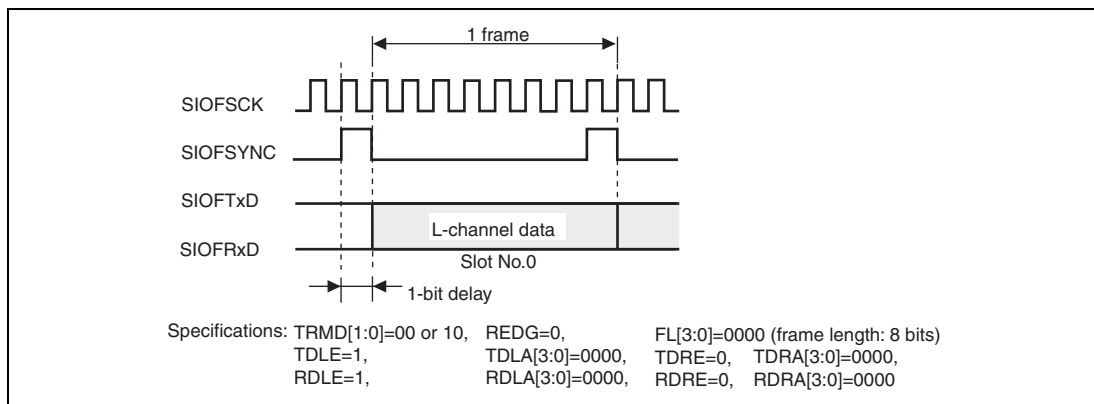 1 frame
SIOFSCK
SIOFSYNC
SIOFTxD
L-channel data
SIOFRxD
Slot No.0
1-bit delay
Specifications: TRMD[1:0]=00 or 10, REDG=0, FL[3:0]=0000 (frame length: 8 bits)
TDLE=1, TDLA[3:0]=0000, TDRE=0, TDRA[3:0]=0000,
RDLE=1, RDLA[3:0]=0000, RDRE=0, RDRA[3:0]=0000